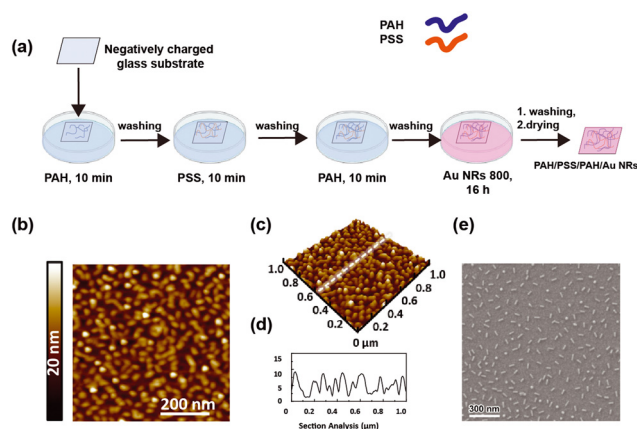 (a)
Negatively charged
glass substrate
PAH
PSS
washing
washing
washing
1. washing,
2.drying
PAH, 10 min
PSS, 10 min
PAH, 10 min
Au NRs 800,
16 h
PAH/PSS/PAH/Au NRs
(b)
20 nm
200 nm
(c)
1.0
0.8
0.6
0.4
0.2
1.0
0.8
0.6
0.4
0.2
0 µm
(d)
15
10
5
0
0 0.2 0.4 0.6 0.8 1.0
Section Analysis (µm)
(e)
300 nm